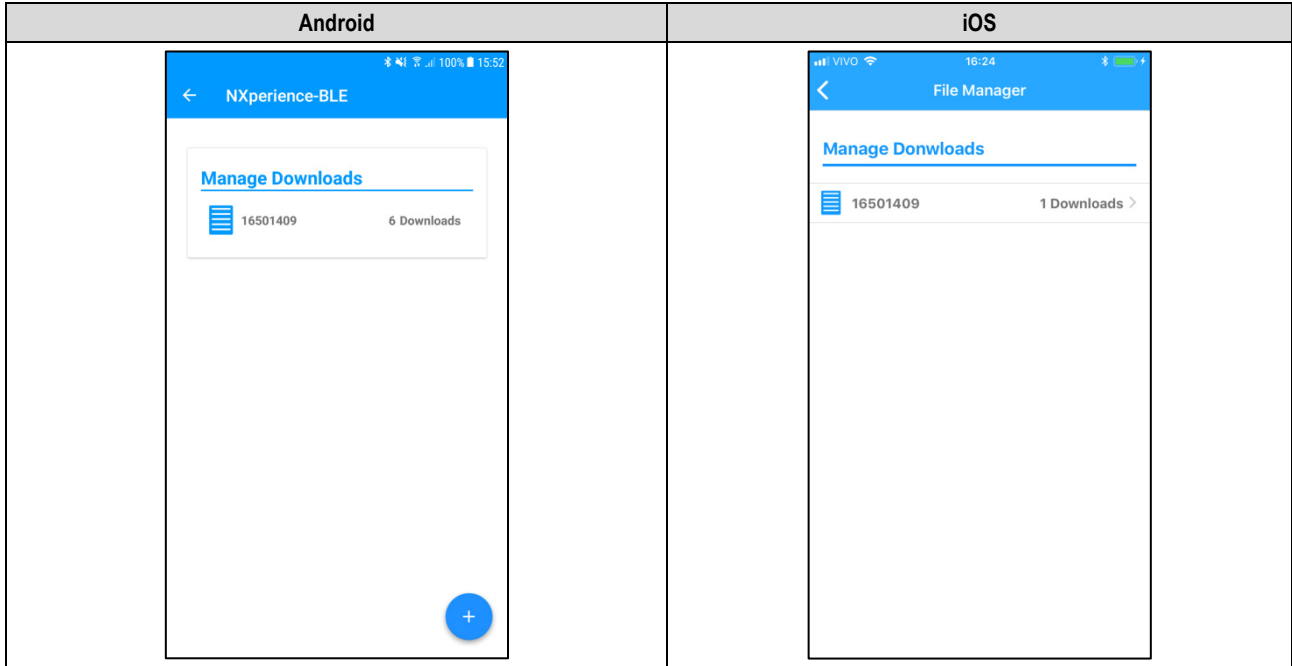 Android
iOS
100% 15:52
NXperience-BLE
Manage Downloads
16501409 6 Downloads
+
VIVO 16:24
File Manager
Manage Donwloads
16501409 1 Downloads